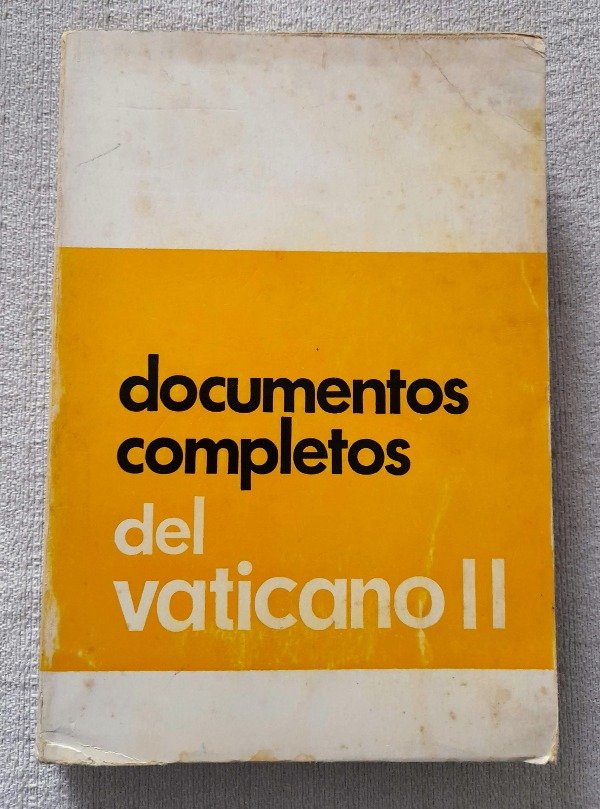 documentos
completos
del
vaticano II